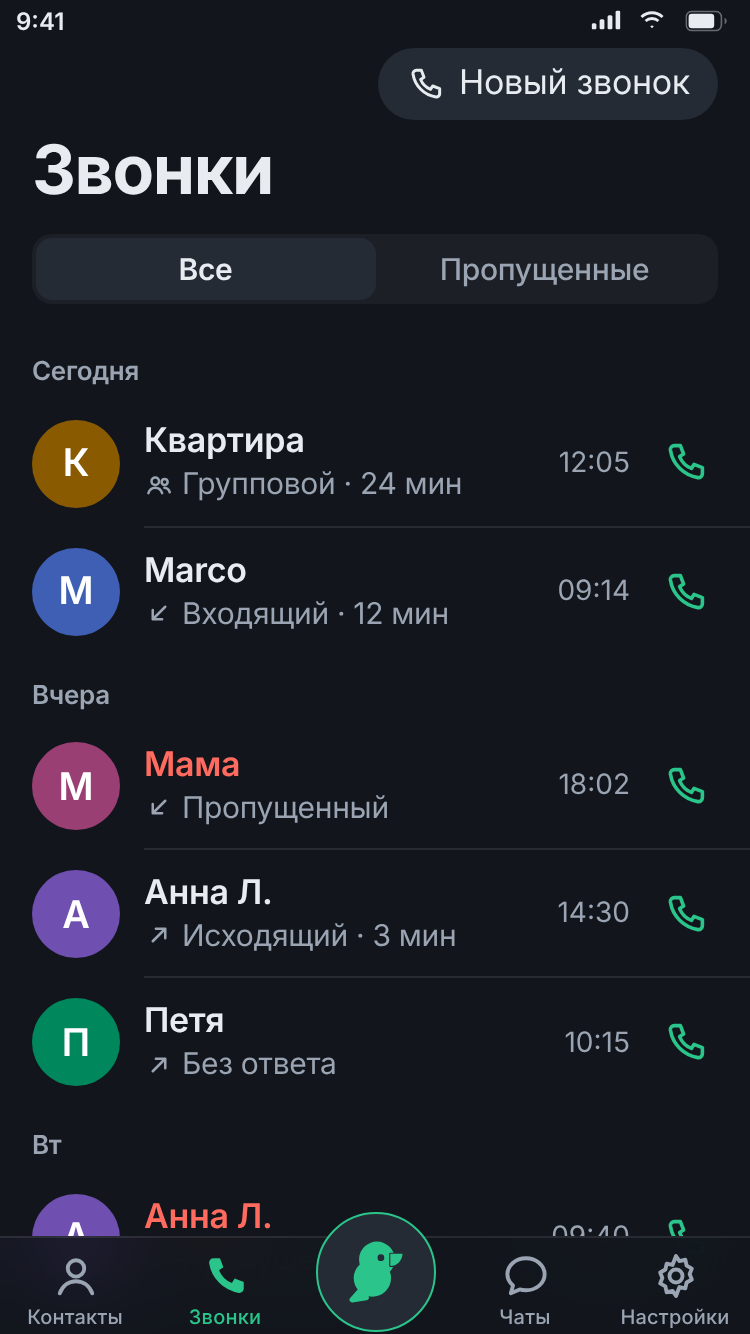 9:41
Новый звонок
Звонки
Все
Пропущенные
Сегодня
К
Квартира
12:05
Групповой · 24 мин
M
Marco
09:14
Входящий · 12 мин
Вчера
М
Мама
18:02
Пропущенный
А
Анна Л.
14:30
Исходящий · 3 мин
П
Петя
10:15
Без ответа
Вт
А
Анна Л.
09:40
Контакты
Звонки
Чаты
Настройки